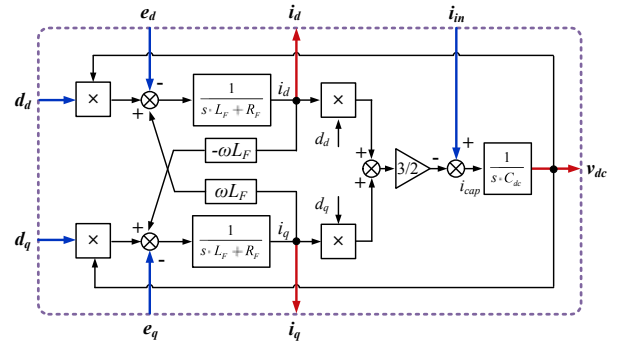 e_d i_d i_in
-
d_d × + 1 / s · L_F + R_F i_d ×
d_d
-ωL_F + + 3/2 - + 1 / s · C_dc v_dc
i_cap
ωL_F
d_q
+
d_q × - 1 / s · L_F + R_F i_q ×
e_q i_q